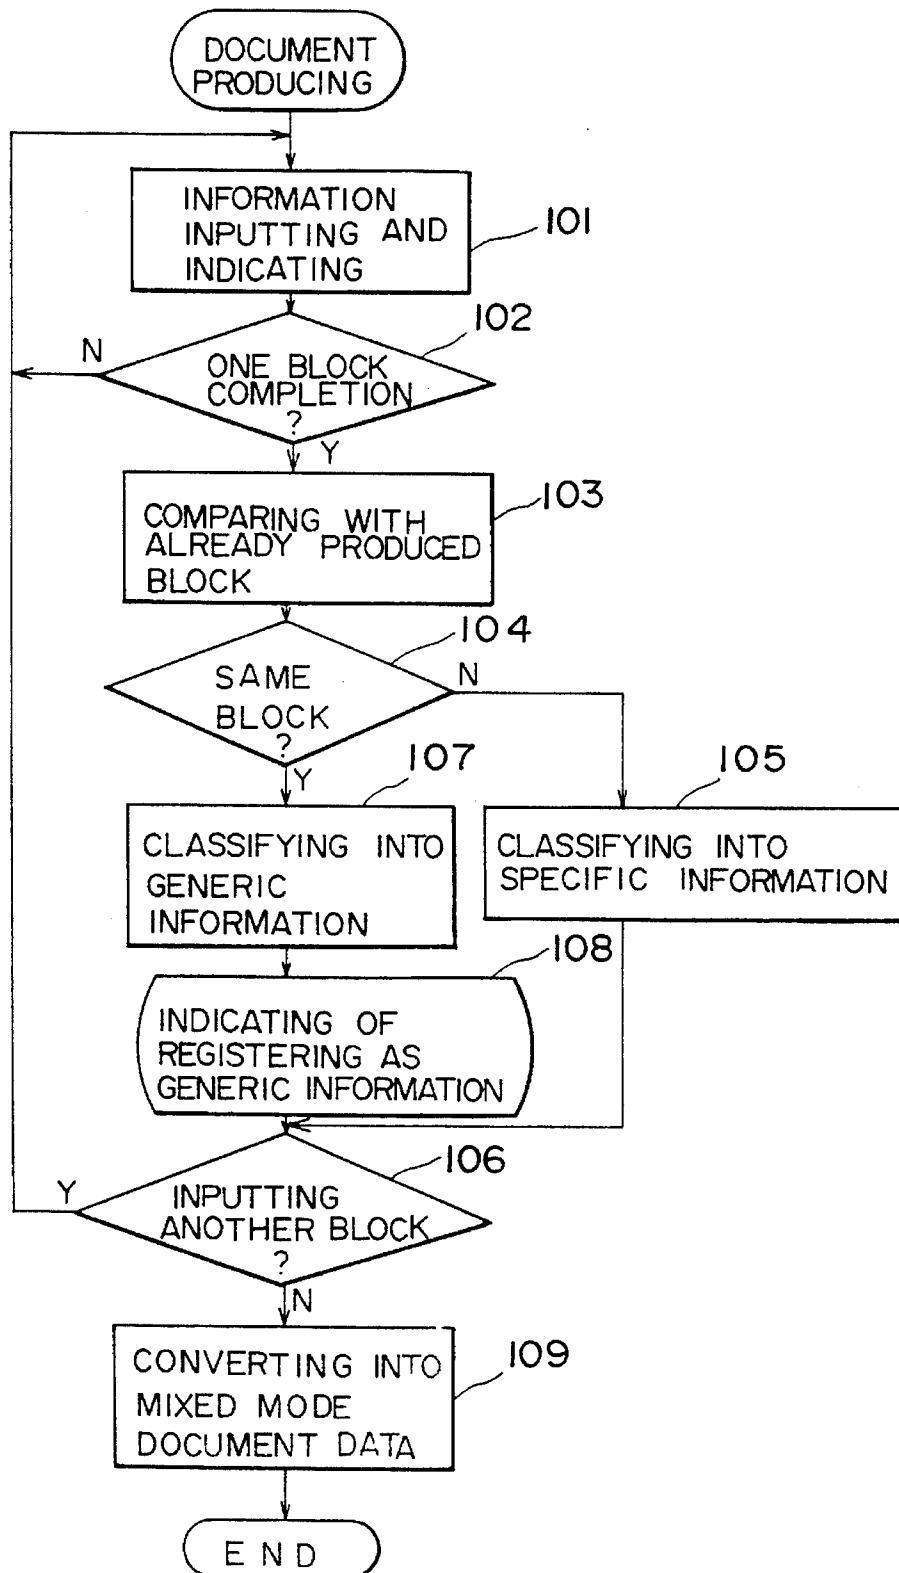 DOCUMENT
PRODUCING
INFORMATION
INPUTTING AND
INDICATING
101
102
N
ONE BLOCK
COMPLETION
?
Y
103
COMPARING WITH
ALREADY PRODUCED
BLOCK
104
N
SAME
BLOCK
?
Y
107
105
CLASSIFYING INTO
GENERIC
INFORMATION
CLASSIFYING INTO
SPECIFIC INFORMATION
108
INDICATING OF
REGISTERING AS
GENERIC INFORMATION
106
Y
INPUTTING
ANOTHER BLOCK
?
N
109
CONVERTING INTO
MIXED MODE
DOCUMENT DATA
END